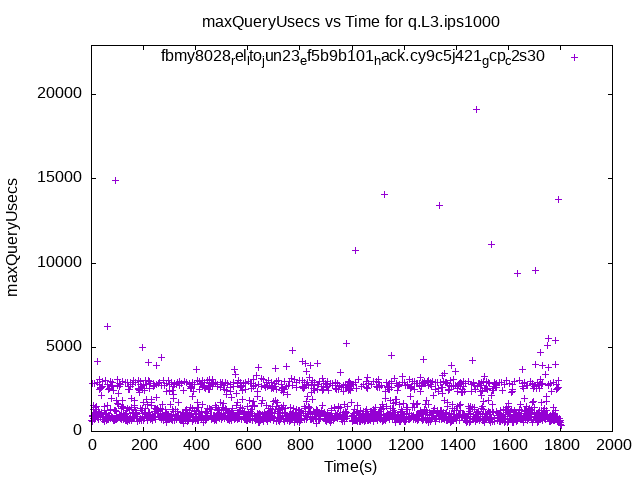 maxQueryUsecs vs Time for q.L3.ips1000
fbmy8028relltojun23ef5b9b101hack.cy9c5j421gcpc2s30
maxQueryUsecs
20000
15000
10000
5000
0
0 200 400 600 800 1000 1200 1400 1600 1800 2000
Time(s)